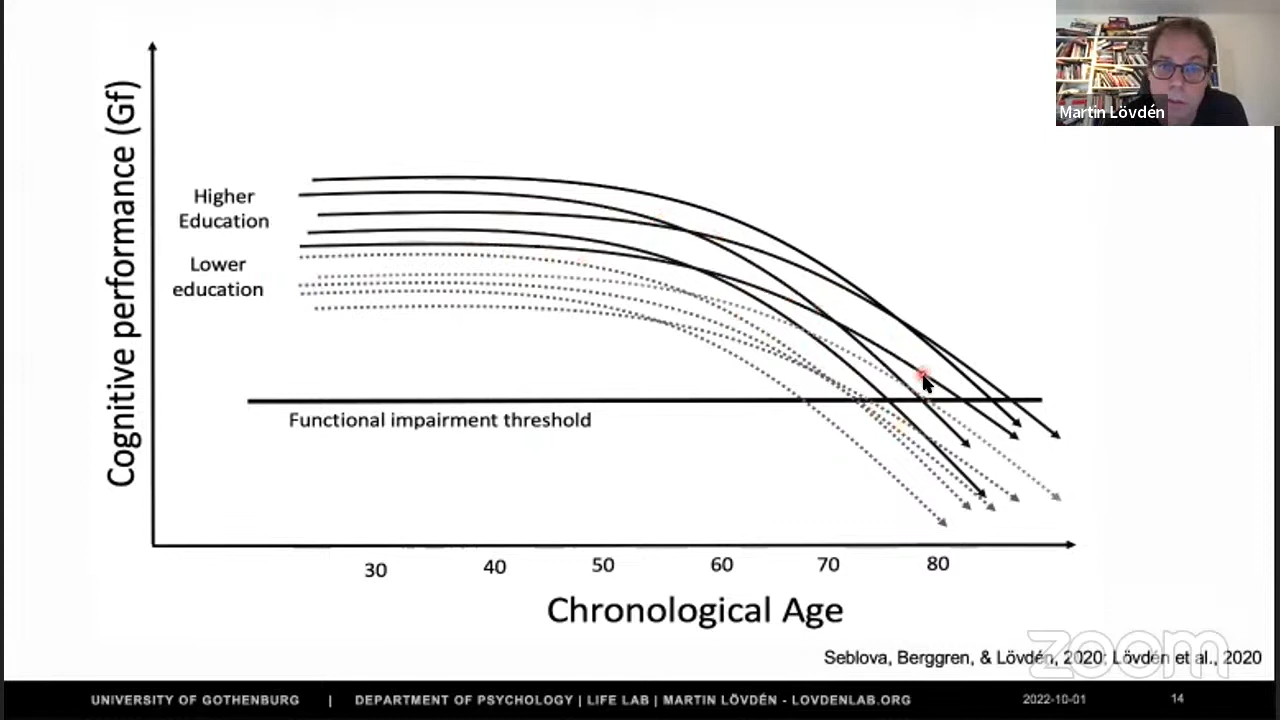 Martin Lövdén
Cognitive performance (Gf)
Higher
Education
Lower
education
Functional impairment threshold
30 40 50 60 70 80
Chronological Age
zoom
Seblova, Berggren, & Lövdén, 2020; Lövdén et al., 2020
UNIVERSITY OF GOTHENBURG | DEPARTMENT OF PSYCHOLOGY | LIFE LAB | MARTIN LÖVDÉN - LOVDENLAB.ORG 2022-10-01 14